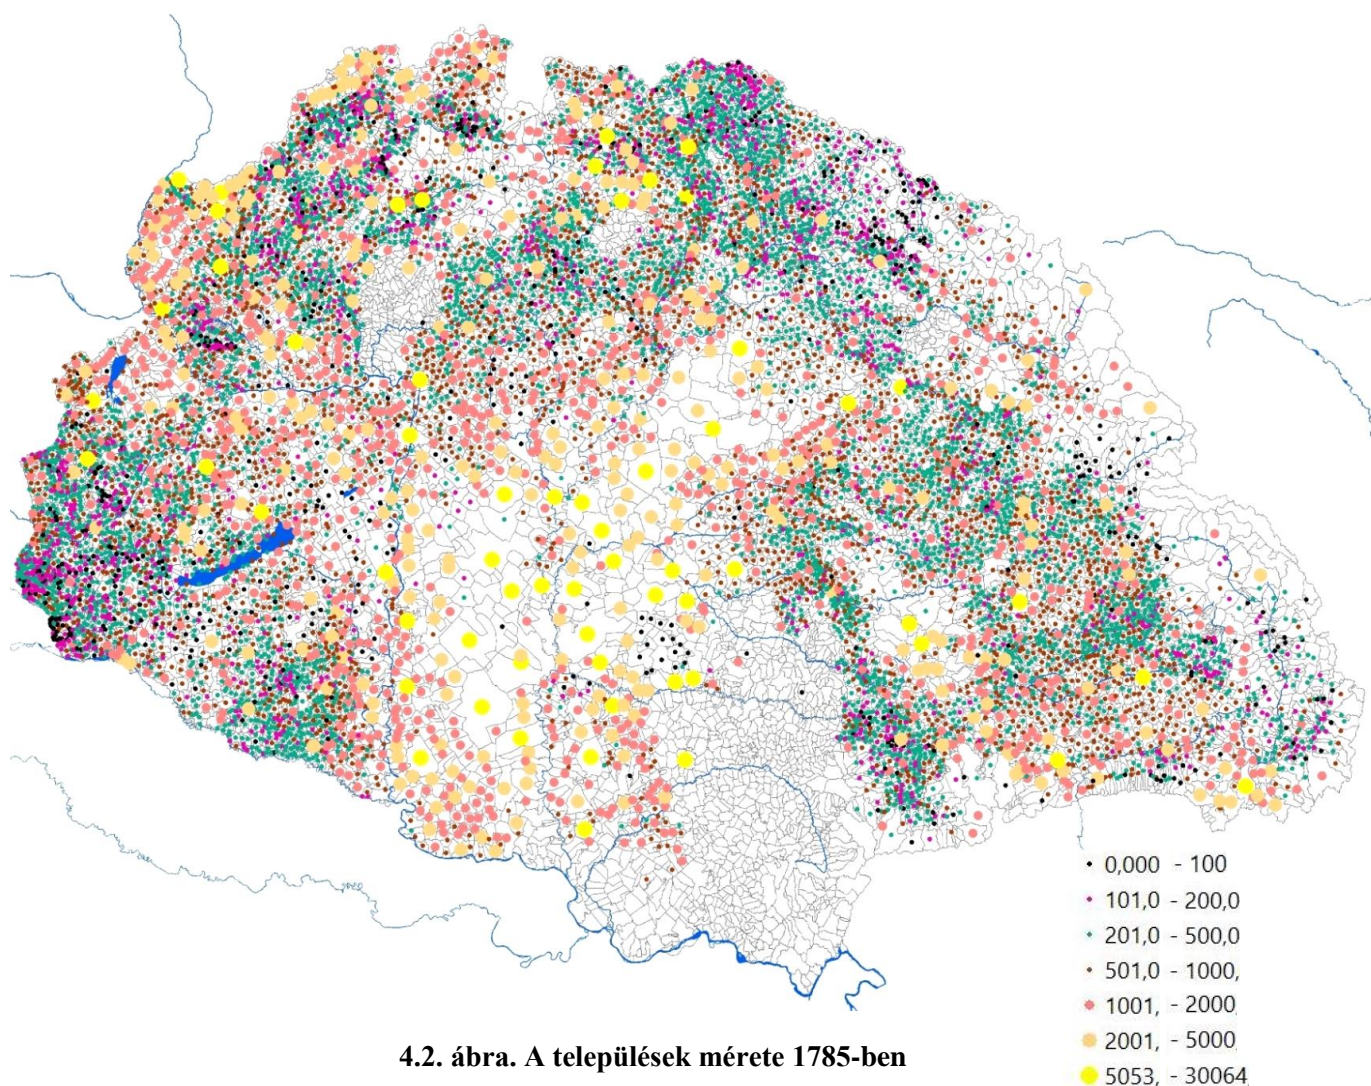 0,000 - 100
101,0 - 200,0
201,0 - 500,0
501,0 - 1000,
1001, - 2000,
2001, - 5000,
5053, - 30064,
4.2. ábra. A települések mérete 1785-ben